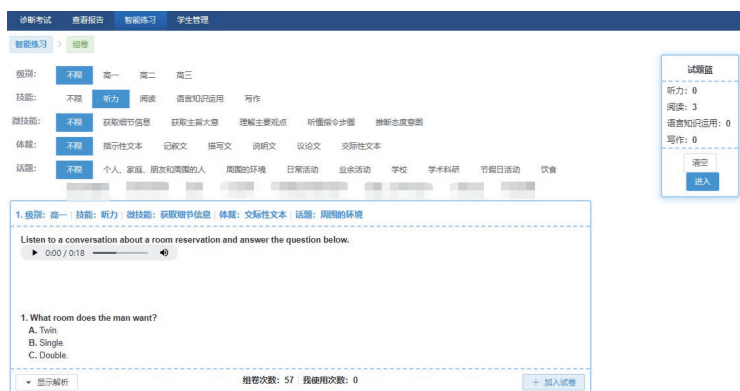 诊断考试 查看报告 智能练习 学生管理
智能练习 > 组卷
级别: 不限 高一 高二 高三
技能: 不限 听力 阅读 语言知识运用 写作
微技能: 不限 获取细节信息 获取主旨大意 理解主要观点 听懂指令步骤 推断态度意图
体裁: 不限 指示性文本 记叙文 描写文 说明文 议论文 交际性文本
话题: 不限 个人、家庭、朋友和周围的人 周围的环境 日常活动 业余活动 学校 学术科研 节假日活动 饮食
试题篮
听力: 0
阅读: 3
语言知识运用: 0
写作: 0
清空
进入
1. 级别: 高一 | 技能: 听力 | 微技能: 获取细节信息 | 体裁: 交际性文本 | 话题: 周围的环境
Listen to a conversation about a room reservation and answer the question below.
0:00 / 0:18
1. What room does the man want?
A. Twin.
B. Single.
C. Double.
显示解析 组卷次数: 57 | 我使用次数: 0 + 加入试卷